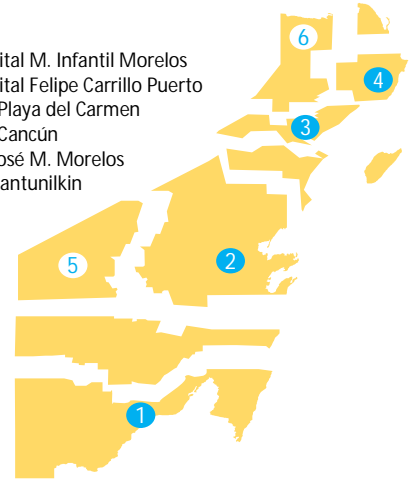 ital M. Infantil Morelos
ital Felipe Carrillo Puerto
Playa del Carmen
Cancún
osé M. Morelos
antunilkin
6
4
3
2
5
1